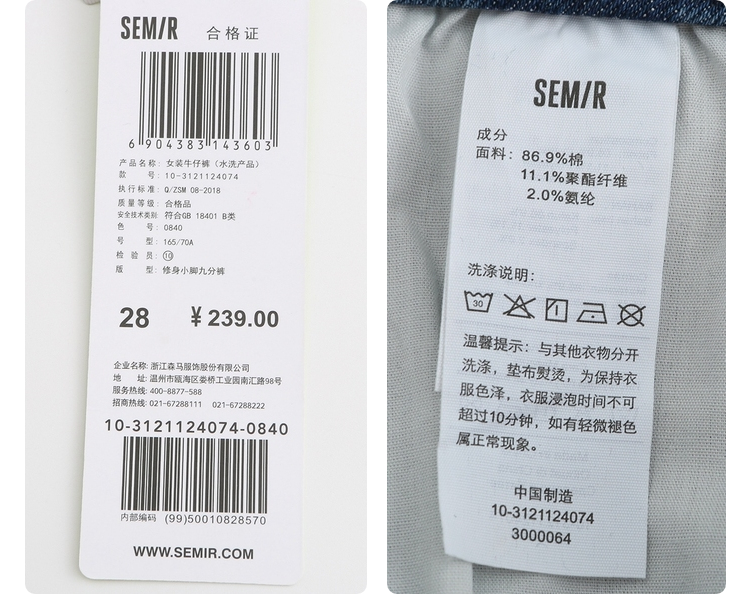 SEM/R 合格证
6 904383 143603
产品名称: 女装牛仔裤（水洗产品）
款 号: 10-3121124074
执行标准: Q/ZSM 08-2018
质量等级: 合格品
安全技术类别: 符合GB 18401 B类
色 号: 0840
号 型: 165/70A
检 验 员: ⑩
版 型: 修身小脚九分裤
28 ¥ 239.00
企业名称: 浙江森马服饰股份有限公司
地 址: 温州市瓯海区娄桥工业园南汇路98号
服务热线: 400-8877-588
招商热线: 021-67288111 021-67288222
10-3121124074-0840
内部编码 (99)50010828570
WWW.SEMIR.COM
SEM/R
成分
面料: 86.9%棉
11.1%聚酯纤维
2.0%氨纶
洗涤说明:
30
温馨提示: 与其他衣物分开
洗涤，垫布熨烫，为保持衣
服色泽，衣服浸泡时间不可
超过10分钟，如有轻微褪色
属正常现象。
中国制造
10-3121124074
3000064